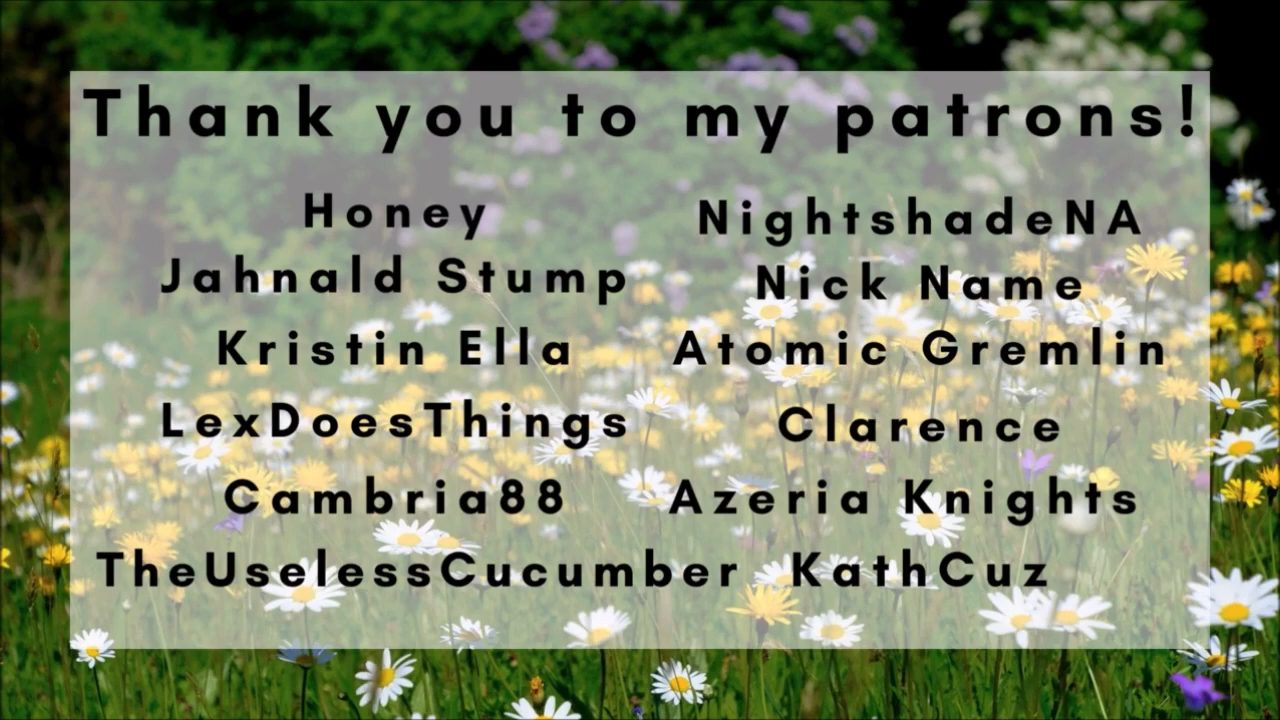 Thank you to my patrons!
Honey
Jahnald Stump
Kristin Ella
LexDoesThings
Cambria88
TheUselessCucumber
NightshadeNA
Nick Name
Atomic Gremlin
Clarence
Azeria Knights
KathCuz